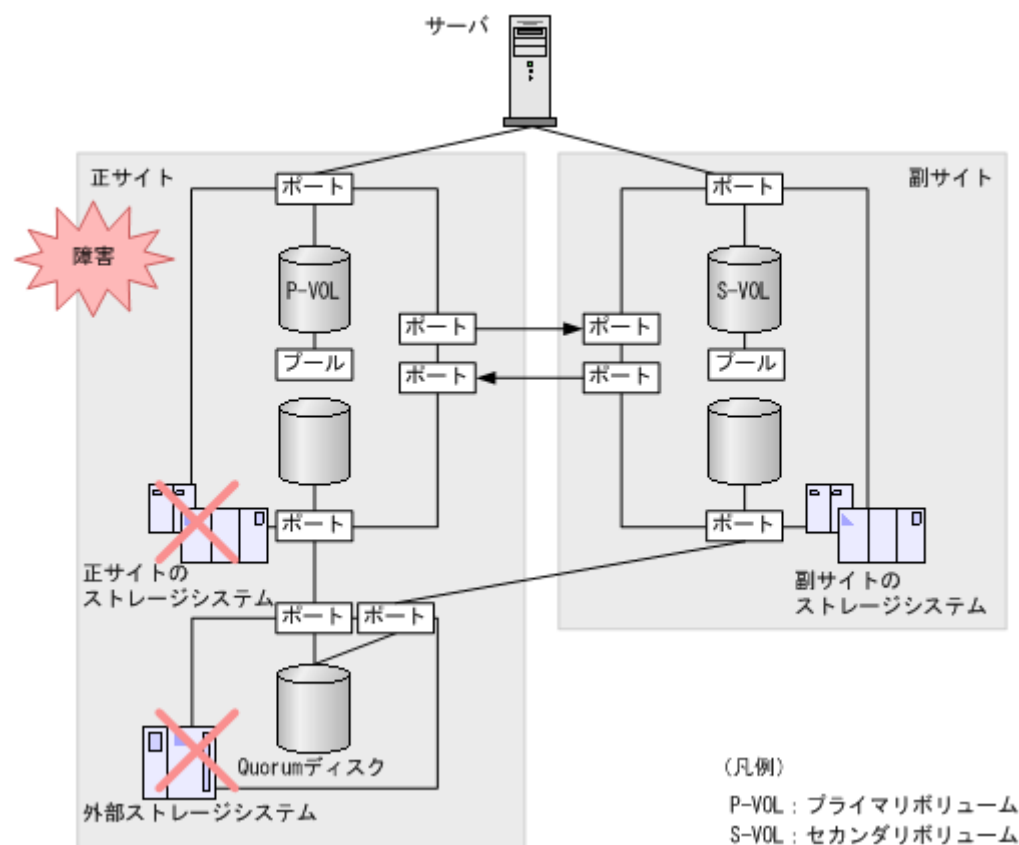 サーバ
正サイト
副サイト
ポート
ポート
障害
P-VOL
S-VOL
ポート
ポート
プール
プール
ポート
ポート
ポート
ポート
正サイトの
ストレージシステム
副サイトの
ストレージシステム
ポート
ポート
Quorumディスク
外部ストレージシステム
(凡例)
P-VOL:プライマリボリューム
S-VOL:セカンダリボリューム